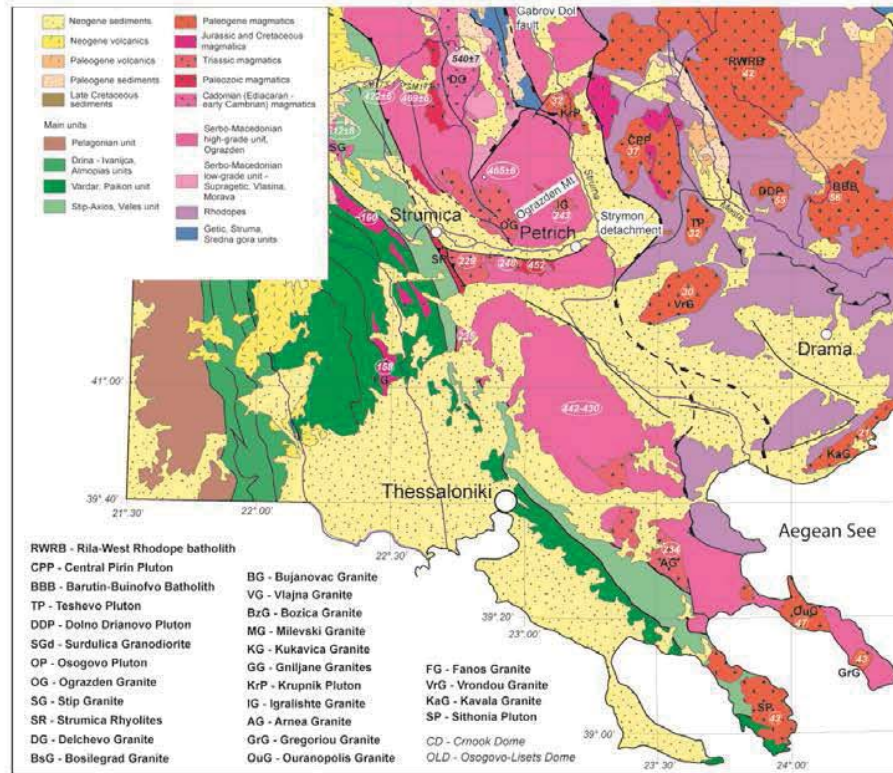 Neogene sediments
Neogene volcanics
Paleogene volcanics
Paleogene sediments
Late Cretaceous
sediments
Main units
Pelagonian unit
Drina - Ivanjica,
Almopias units
Vardar, Paikon unit
Stip-Axios, Veles unit
Paleogene magmatics
Jurassic and Cretaceous
magmatics
Triassic magmatics
Paleozoic magmatics
Cadomian (Ediacaran -
early Cambrian) magmatics
Serbo-Macedonian
high-grade unit,
Ograzden
Serbo-Macedonian
low-grade unit -
Supragetic, Vlasina,
Morava
Rhodopes
Getic, Struma,
Sredna gora units
Gabrov Dol
fault
540±7
DG
472±6
469±6
SG
RWRB
42
32
KrP
CPP
37
465±6
Ograzden Mt.
Struma
Mesta
DDP
55
BBB
56
Strumica
OG
IG
243
Petrich
Strymon
detachment
TP
32
SR
229
248
452
30
VrG
160
Drama
158
FG
41° 00'
442-430
21
KaG
39° 40'
21° 30'
22° 00'
Thessaloniki
22° 30'
Aegean See
234
AG
OuG
47
43
GrG
39° 20'
23° 00'
SP
43
23° 30'
39° 00'
24° 00'
RWRB - Rila-West Rhodope batholith
CPP - Central Pirin Pluton
BBB - Barutin-Buinofvo Batholith
TP - Teshevo Pluton
DDP - Dolno Drianovo Pluton
SGd - Surdulica Granodiorite
OP - Osogovo Pluton
OG - Ograzden Granite
SG - Stip Granite
SR - Strumica Rhyolites
DG - Delchevo Granite
BsG - Bosilegrad Granite
BG - Bujanovac Granite
VG - Vlajna Granite
BzG - Bozica Granite
MG - Milevski Granite
KG - Kukavica Granite
GG - Gniljane Granites
KrP - Krupnik Pluton
IG - Igralishte Granite
AG - Arnea Granite
GrG - Gregoriou Granite
OuG - Ouranopolis Granite
FG - Fanos Granite
VrG - Vrondou Granite
KaG - Kavala Granite
SP - Sithonia Pluton
CD - Crnook Dome
OLD - Osogovo-Lisets Dome